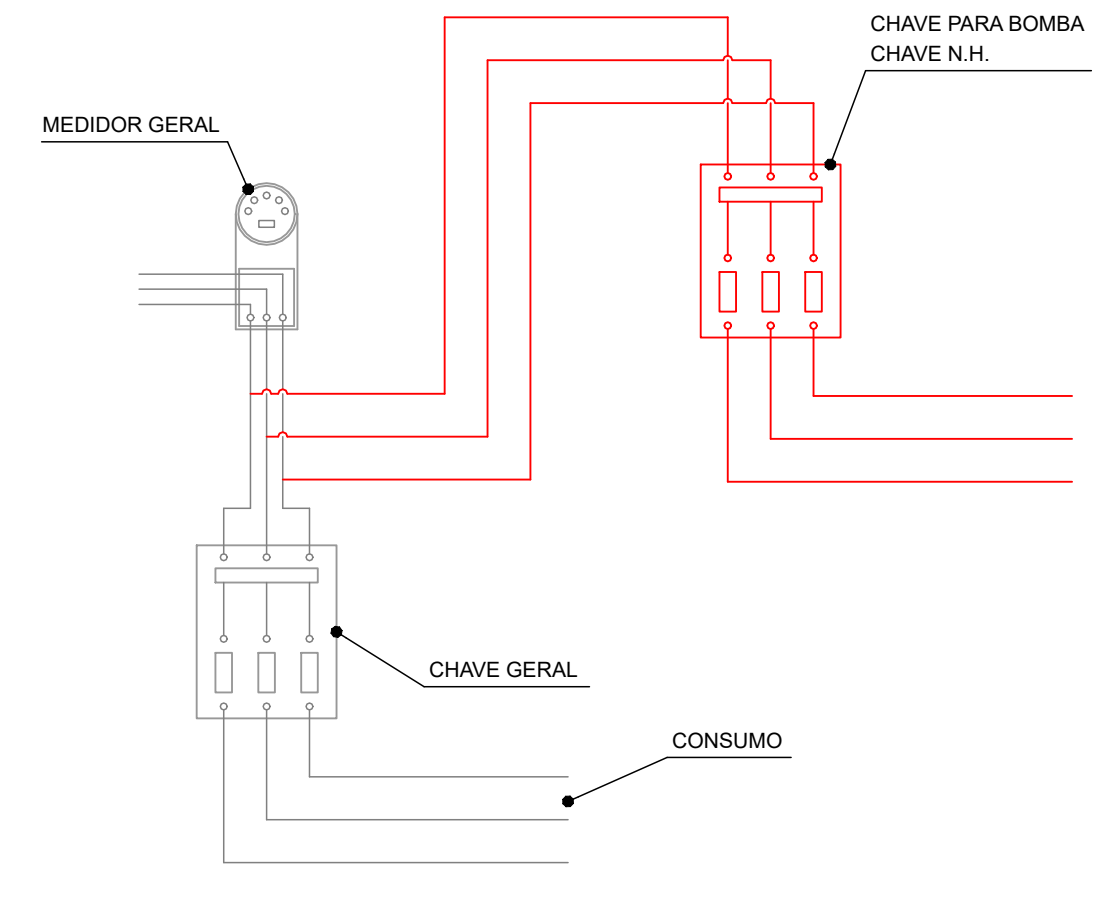 CHAVE PARA BOMBA
CHAVE N.H.
MEDIDOR GERAL
CHAVE GERAL
CONSUMO